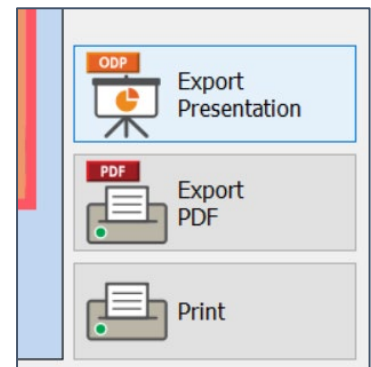 ODP
Export
Presentation
PDF
Export
PDF
Print